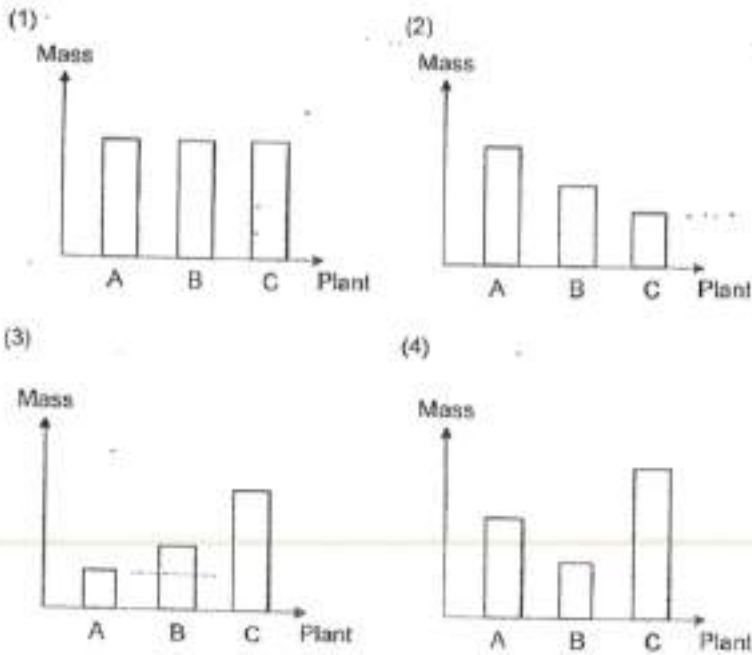 (1)
Mass
A B C Plant
(2)
Mass
A B C Plant
(3)
Mass
A B C Plant
(4)
Mass
A B C Plant